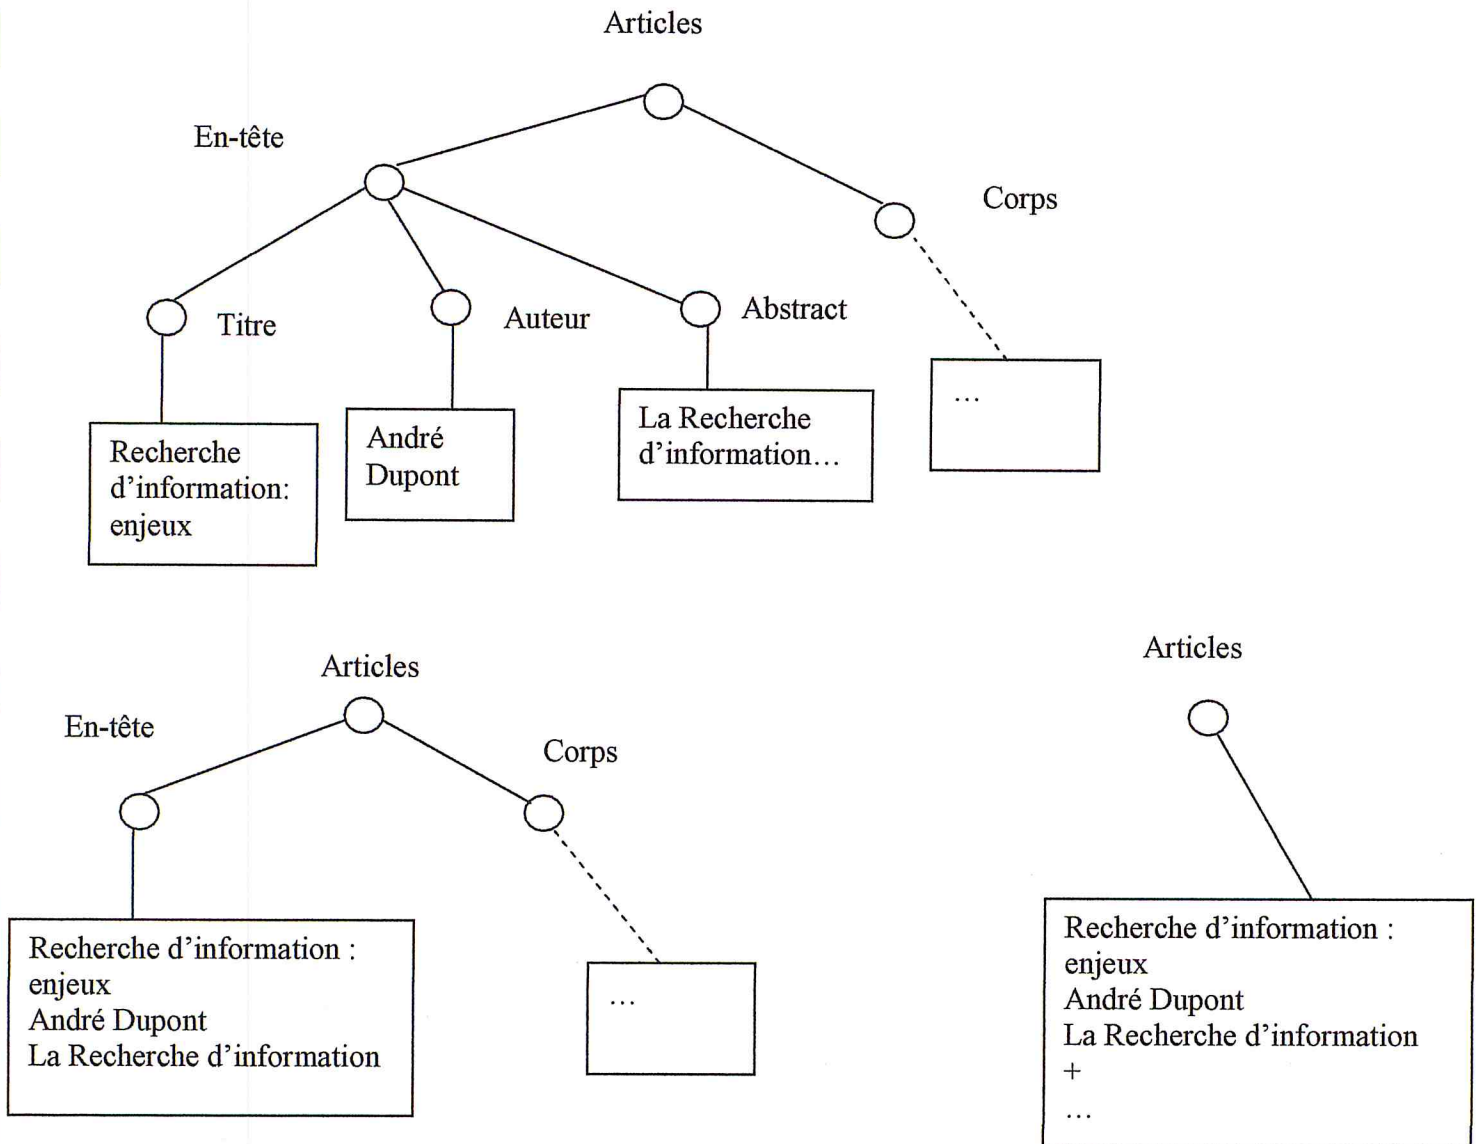 Articles
En-tête
Corps
Titre
Auteur
Abstract
Recherche
d’information:
enjeux
André
Dupont
La Recherche
d’information…
…
Articles
En-tête
Corps
Recherche d’information :
enjeux
André Dupont
La Recherche d’information
…
Articles
Recherche d’information :
enjeux
André Dupont
La Recherche d’information
+
…